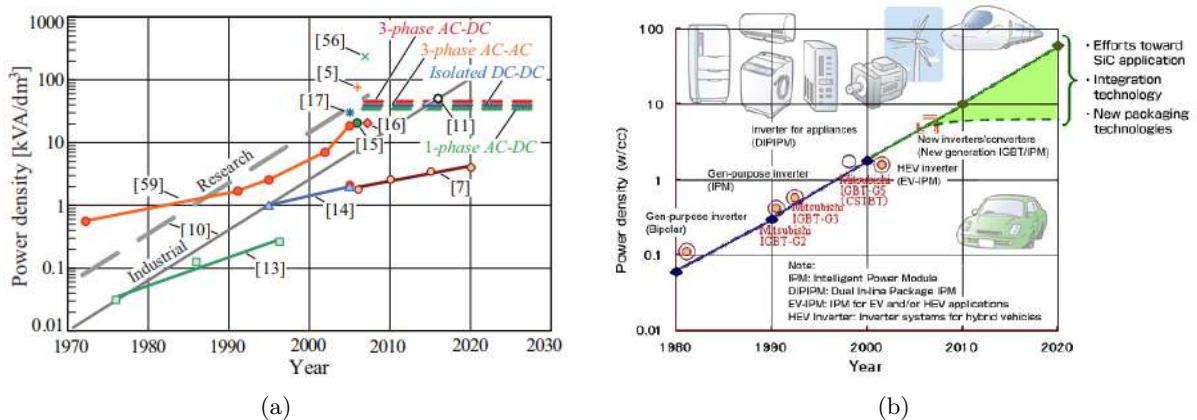 Power density [kVA/dm³]
1000
100
10
1
0.1
0.01
1970
1980
1990
2000
2010
2020
2030
Year
[56]
[5]
[17]
3-phase AC-DC
3-phase AC-AC
Isolated DC-DC
1-phase AC-DC
[16]
[15]
[11]
[59]
Research
[10]
Industrial
[14]
[7]
[13]
(a)
Power density (w/cc)
100
10
1
0.1
0.01
1980
1990
2000
2010
2020
Year
Inverter for appliances
(DIPIPM)
Gen-purpose inverter
(IPM)
Gen-purpose inverter
(Bipolar)
Mitsubishi
IGBT-G2
Mitsubishi
IGBT-G3
Mitsubishi
IGBT-G5
(CSTBT)
New inverters/converters
(New generation IGBT/IPM)
HEV inverter
(EV-IPM)
· Efforts toward
SiC application
· Integration
technology
· New packaging
technologies
Note:
IPM: Intelligent Power Module
DIPIPM: Dual In-line Package IPM
EV-IPM: IPM for EV and/or HEV applications
HEV Inverter: Inverter systems for hybrid vehicles
(b)